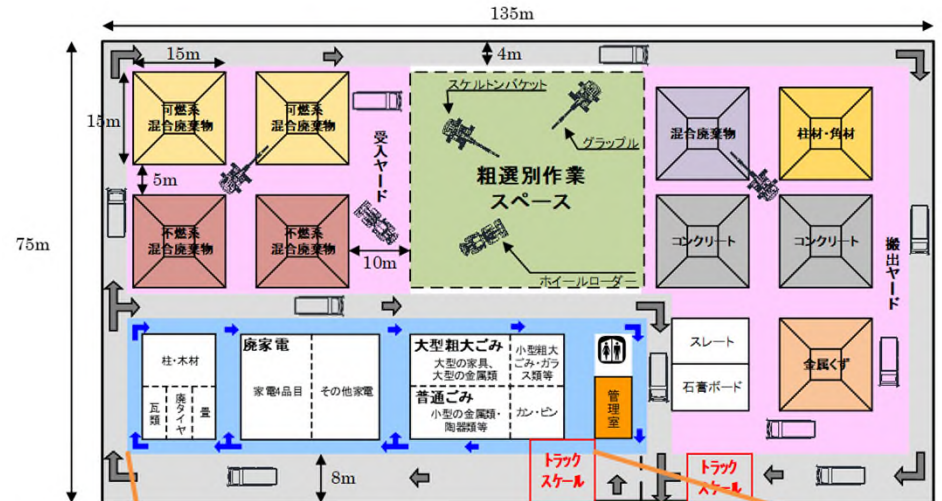 135m
4m
15m
15m
5m
10m
75m
8m
可燃系
混合廃棄物
可燃系
混合廃棄物
不燃系
混合廃棄物
不燃系
混合廃棄物
受入ヤード
スケルトンバケット
グラップル
粗選別作業
スペース
ホイールローダー
混合廃棄物
柱材・角材
コンクリート
コンクリート
搬出ヤード
スレート
石膏ボード
金属くず
柱・木材
瓦類
廃タイヤ
畳
廃家電
家電4品目
その他家電
大型粗大ごみ
大型の家具、
大型の金属類
小型粗大
ごみ・ガラ
ス類等
普通ごみ
小型の金属類・
陶器類等
カン・ビン
管理室
トラック
スケール
トラック
スケール